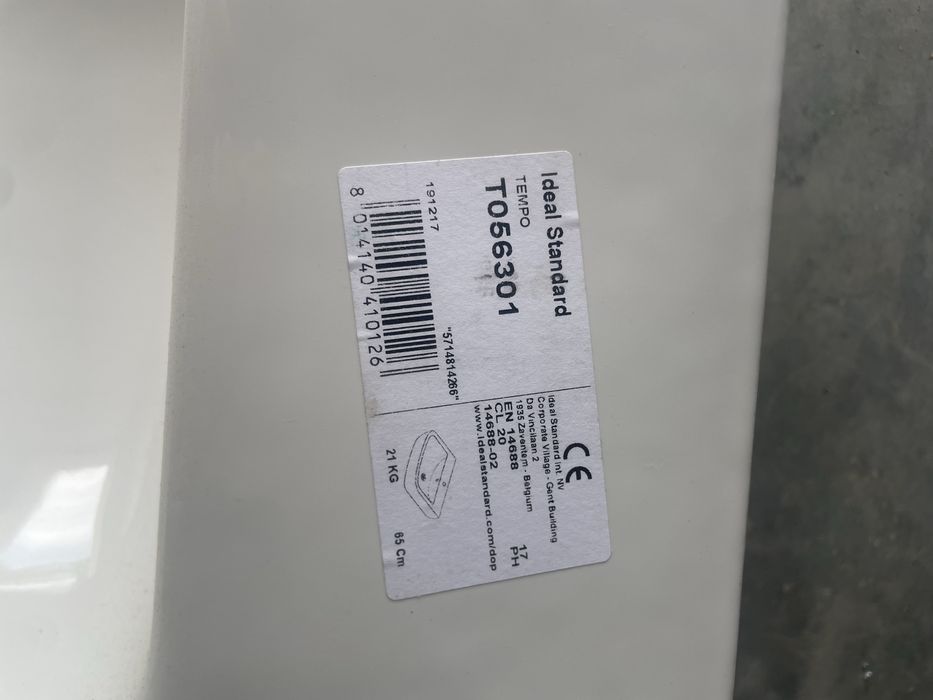 Ideal Standard
TEMPO
T056301
191217
"5714814266"
8 014140 410126
CE
Ideal Standard Int. NV
Corporate Village - Gent Building
Da Vincilaan 2
1935 Zaventem - Belgium
17
EN 14688 PH
CL 20
14688-02
www.idealstandard.com/dop
21 KG
65 Cm